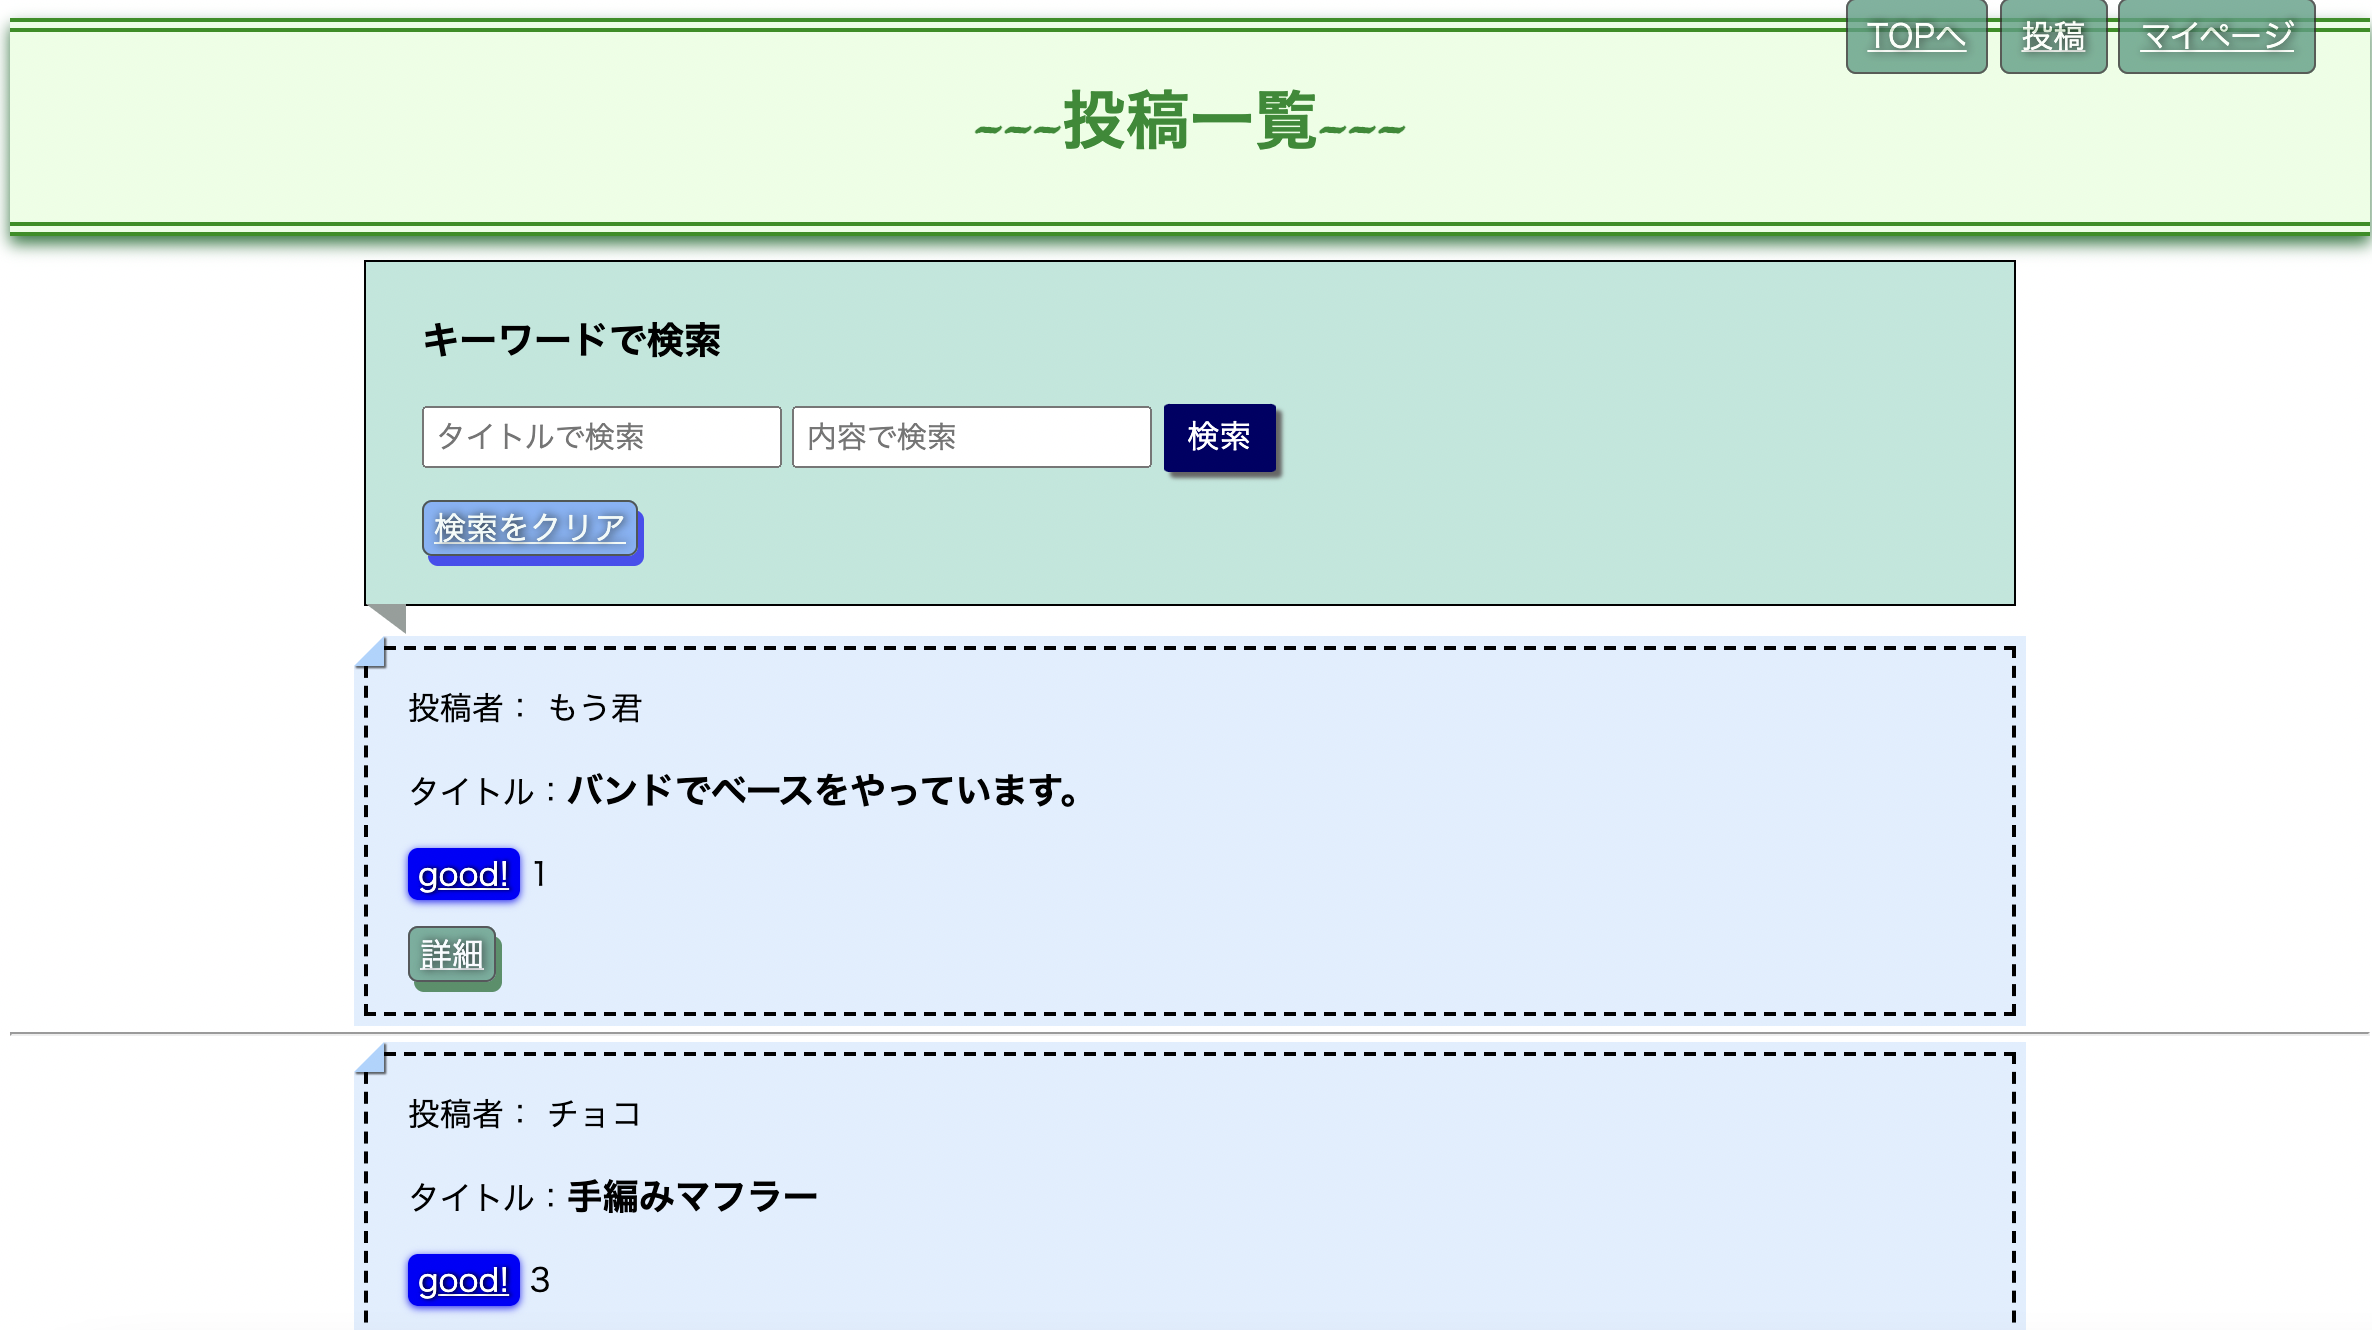 TOPへ 投稿 マイページ
~~~投稿一覧~~~
キーワードで検索
タイトルで検索 内容で検索 検索
検索をクリア
投稿者： もう君
タイトル：バンドでベースをやっています。
good! 1
詳細
投稿者： チョコ
タイトル：手編みマフラー
good! 3